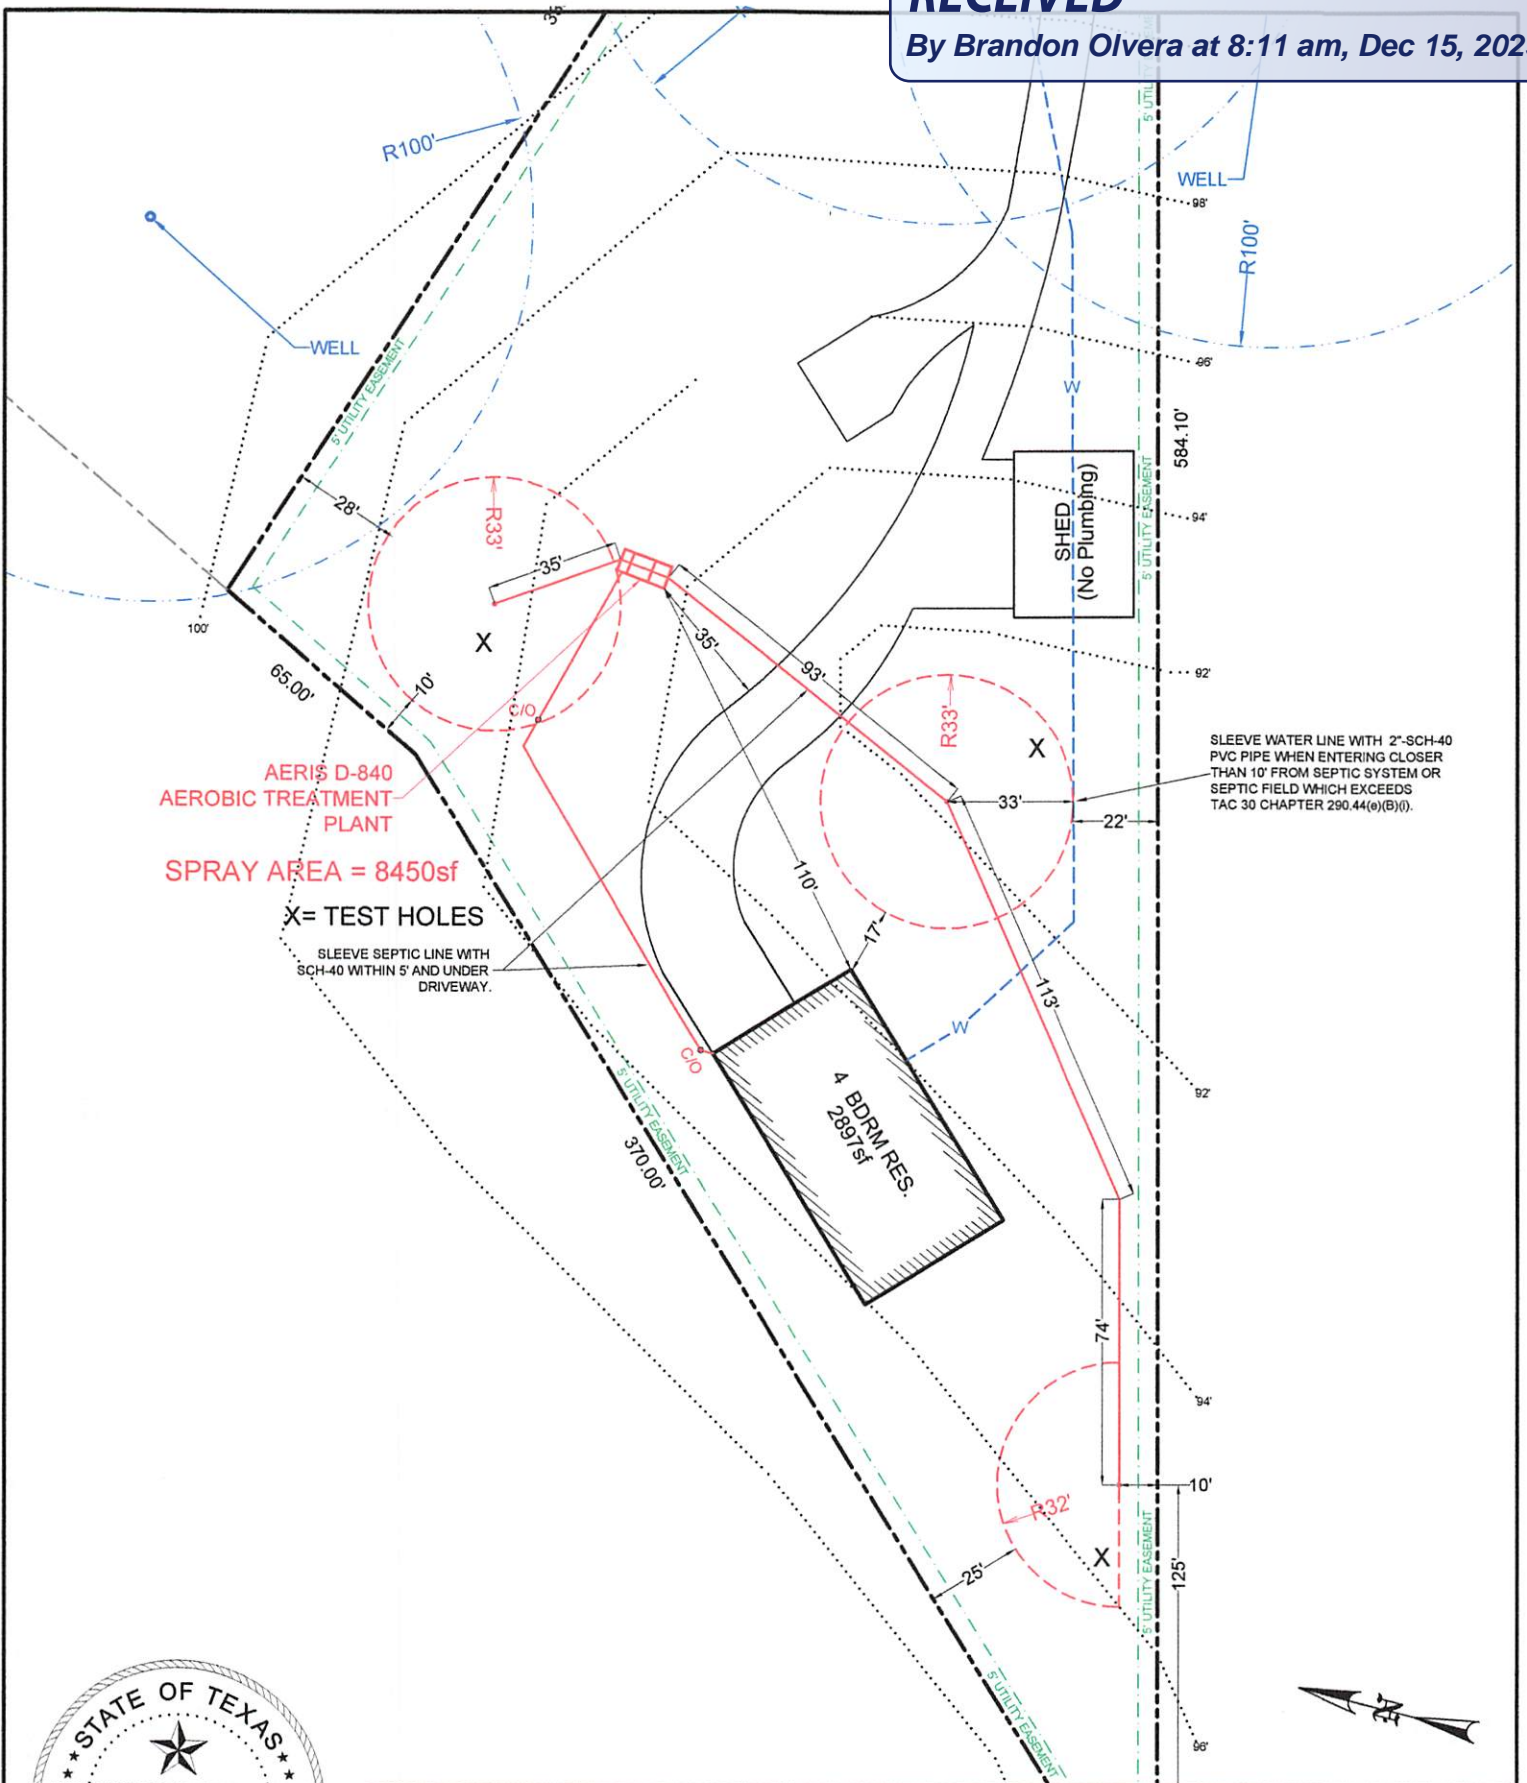 RECEIVED
By Brandon Olvera at 8:11 am, Dec 15, 202
R100'
5' UTIL
WELL
98'
R100'
WELL
5' UTILITY EASEMENT
96'
W
584.10'
28'
R33'
35'
SHED
(No Plumbing)
5' UTILITY EASEMENT
94'
100'
X
35'
93'
92'
65.00'
10'
C/O
R33'
X
SLEEVE WATER LINE WITH 2"-SCH-40
PVC PIPE WHEN ENTERING CLOSER
THAN 10' FROM SEPTIC SYSTEM OR
SEPTIC FIELD WHICH EXCEEDS
TAC 30 CHAPTER 290.44(e)(B)(i).
AERIS D-840
AEROBIC TREATMENT
PLANT
33'
22'
SPRAY AREA = 8450sf
110'
X= TEST HOLES
17'
SLEEVE SEPTIC LINE WITH
SCH-40 WITHIN 5' AND UNDER
DRIVEWAY.
113'
W
C/O
5' UTILITY EASEMENT
4 BDRM RES.
2897sf
92'
370.00'
74'
94'
10'
R32'
X
25'
5' UTILITY EASEMENT
125'
5' UTILITY EASEMENT
N
96'
STATE OF TEXAS